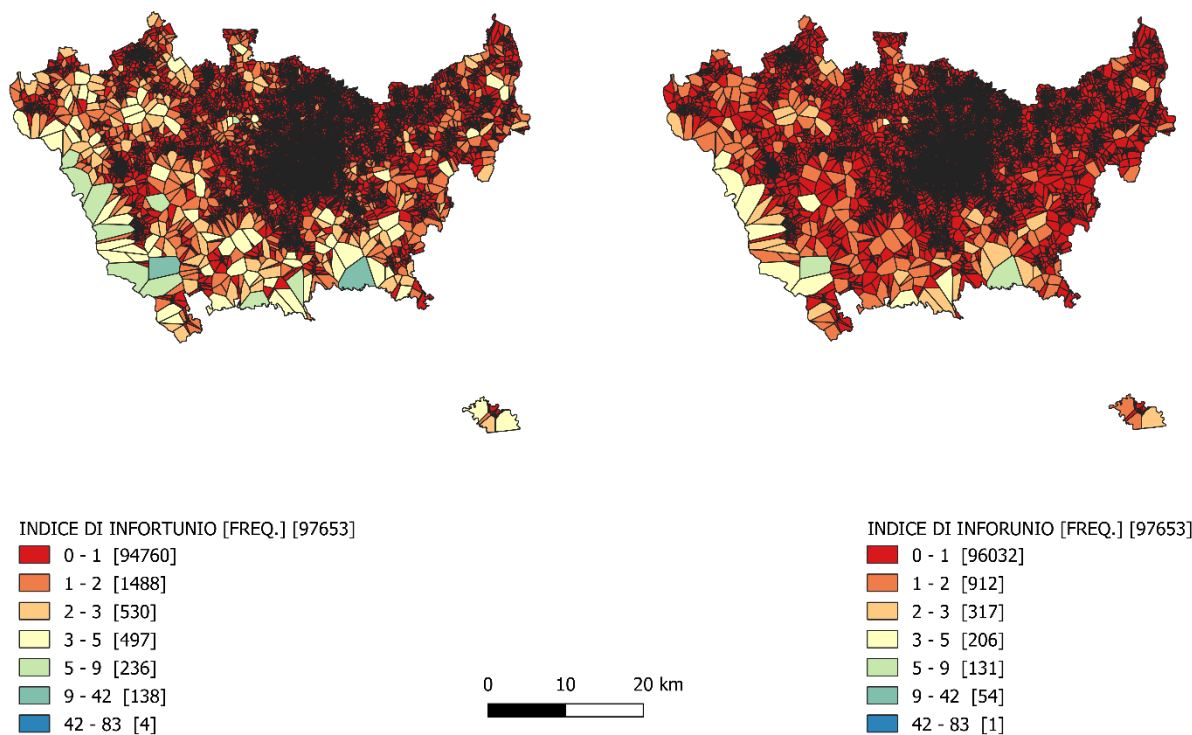 INDICE DI INFORTUNIO [FREQ.] [97653]
0 - 1 [94760]
1 - 2 [1488]
2 - 3 [530]
3 - 5 [497]
5 - 9 [236]
9 - 42 [138]
42 - 83 [4]
0 10 20 km
INDICE DI INFORUNIO [FREQ.] [97653]
0 - 1 [96032]
1 - 2 [912]
2 - 3 [317]
3 - 5 [206]
5 - 9 [131]
9 - 42 [54]
42 - 83 [1]